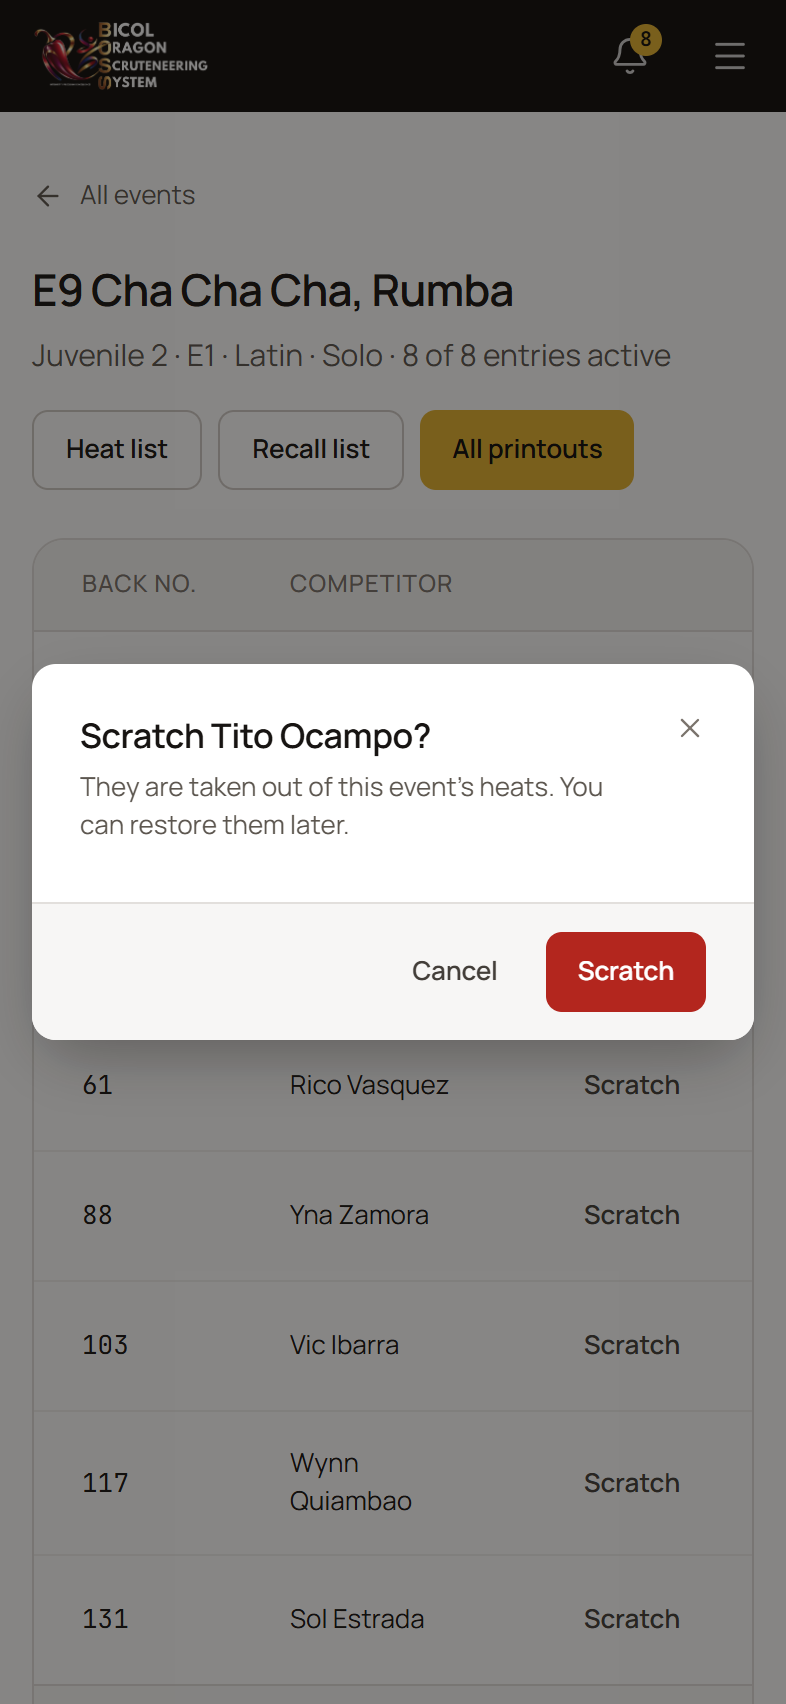 BICOL
DRAGON
SCRUTENEERING
SYSTEM
8
All events
E9 Cha Cha Cha, Rumba
Juvenile 2 · E1 · Latin · Solo · 8 of 8 entries active
Heat list
Recall list
All printouts
BACK NO.
COMPETITOR
Scratch Tito Ocampo?
They are taken out of this event’s heats. You
can restore them later.
Cancel
Scratch
61 Rico Vasquez Scratch
88 Yna Zamora Scratch
103 Vic Ibarra Scratch
117 Wynn
Quiambao Scratch
131 Sol Estrada Scratch